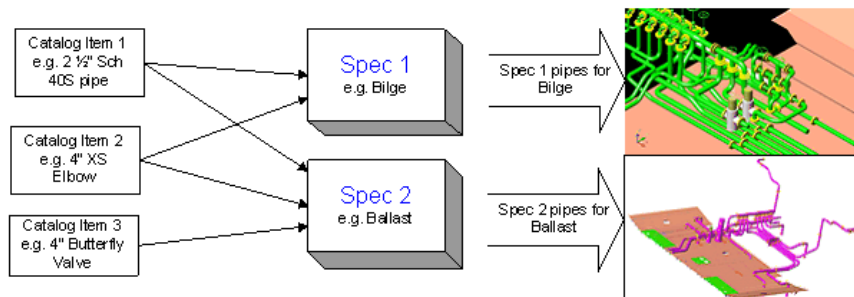 Catalog Item 1
e.g. 2 ½" Sch
40S pipe
Catalog Item 2
e.g. 4" XS
Elbow
Catalog Item 3
e.g. 4" Butterfly
Valve
Spec 1
e.g. Bilge
Spec 2
e.g. Ballast
Spec 1 pipes for
Bilge
Spec 2 pipes for
Ballast